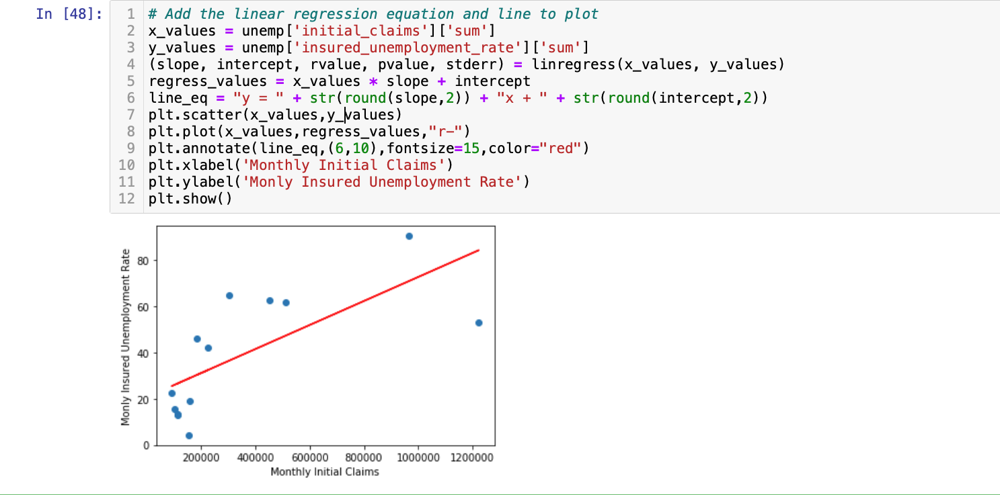 In [48]:
1 # Add the linear regression equation and line to plot
2 x_values = unemp['initial_claims']['sum']
3 y_values = unemp['insured_unemployment_rate']['sum']
4 (slope, intercept, rvalue, pvalue, stderr) = linregress(x_values, y_values)
5 regress_values = x_values * slope + intercept
6 line_eq = "y = " + str(round(slope,2)) + "x + " + str(round(intercept,2))
7 plt.scatter(x_values,y_values)
8 plt.plot(x_values,regress_values,"r-")
9 plt.annotate(line_eq,(6,10),fontsize=15,color="red")
10 plt.xlabel('Monthly Initial Claims')
11 plt.ylabel('Monly Insured Unemployment Rate')
12 plt.show()
Monly Insured Unemployment Rate
80
60
40
20
0
200000 400000 600000 800000 1000000 1200000
Monthly Initial Claims